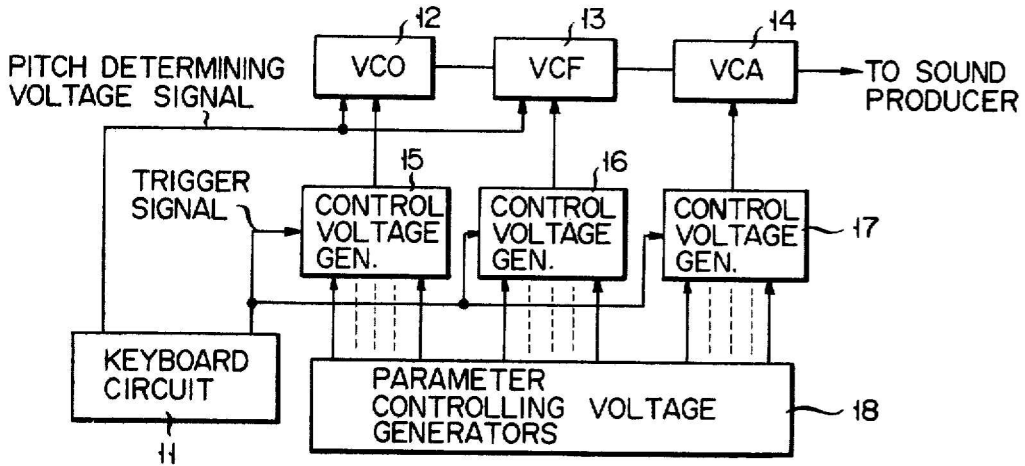 12
13
14
VCO
VCF
VCA
TO SOUND
PRODUCER
PITCH DETERMINING
VOLTAGE SIGNAL
TRIGGER
SIGNAL
15
CONTROL
VOLTAGE
GEN.
16
CONTROL
VOLTAGE
GEN.
CONTROL
VOLTAGE
GEN.
17
KEYBOARD
CIRCUIT
11
PARAMETER
CONTROLLING VOLTAGE
GENERATORS
18